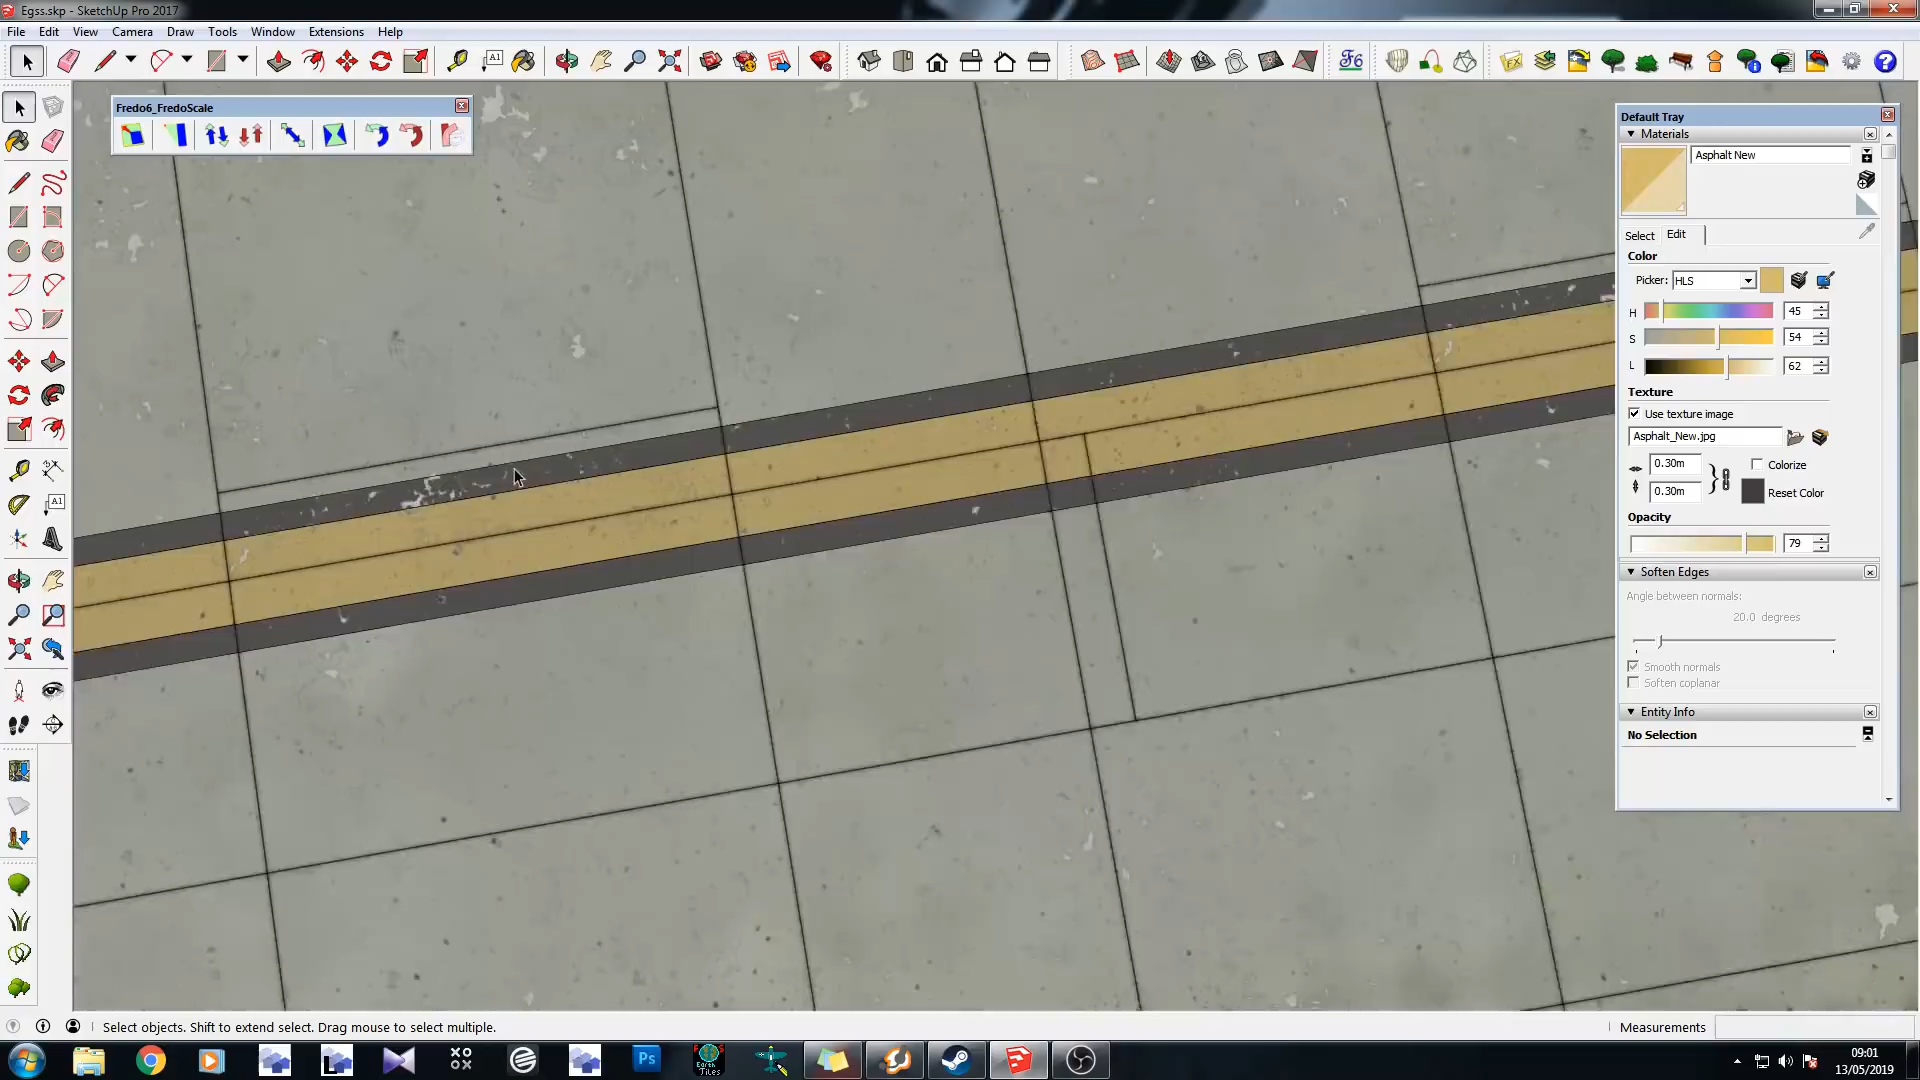 Egss.skp - SketchUp Pro 2017
File Edit View Camera Draw Tools Window Extensions Help
A1
Fredo6_FredoScale
Default Tray
Materials
Asphalt New
Select Edit
Color
Picker: HLS
H 45
S 54
L 62
Texture
Use texture image
Asphalt_New.jpg
0.30m Colorize
0.30m Reset Color
Opacity
79
Soften Edges
Angle between normals:
20.0 degrees
Smooth normals
Soften coplanar
Entity Info
No Selection
A1
Select objects. Shift to extend select. Drag mouse to select multiple.
Measurements
Ps
09:01
13/05/2019